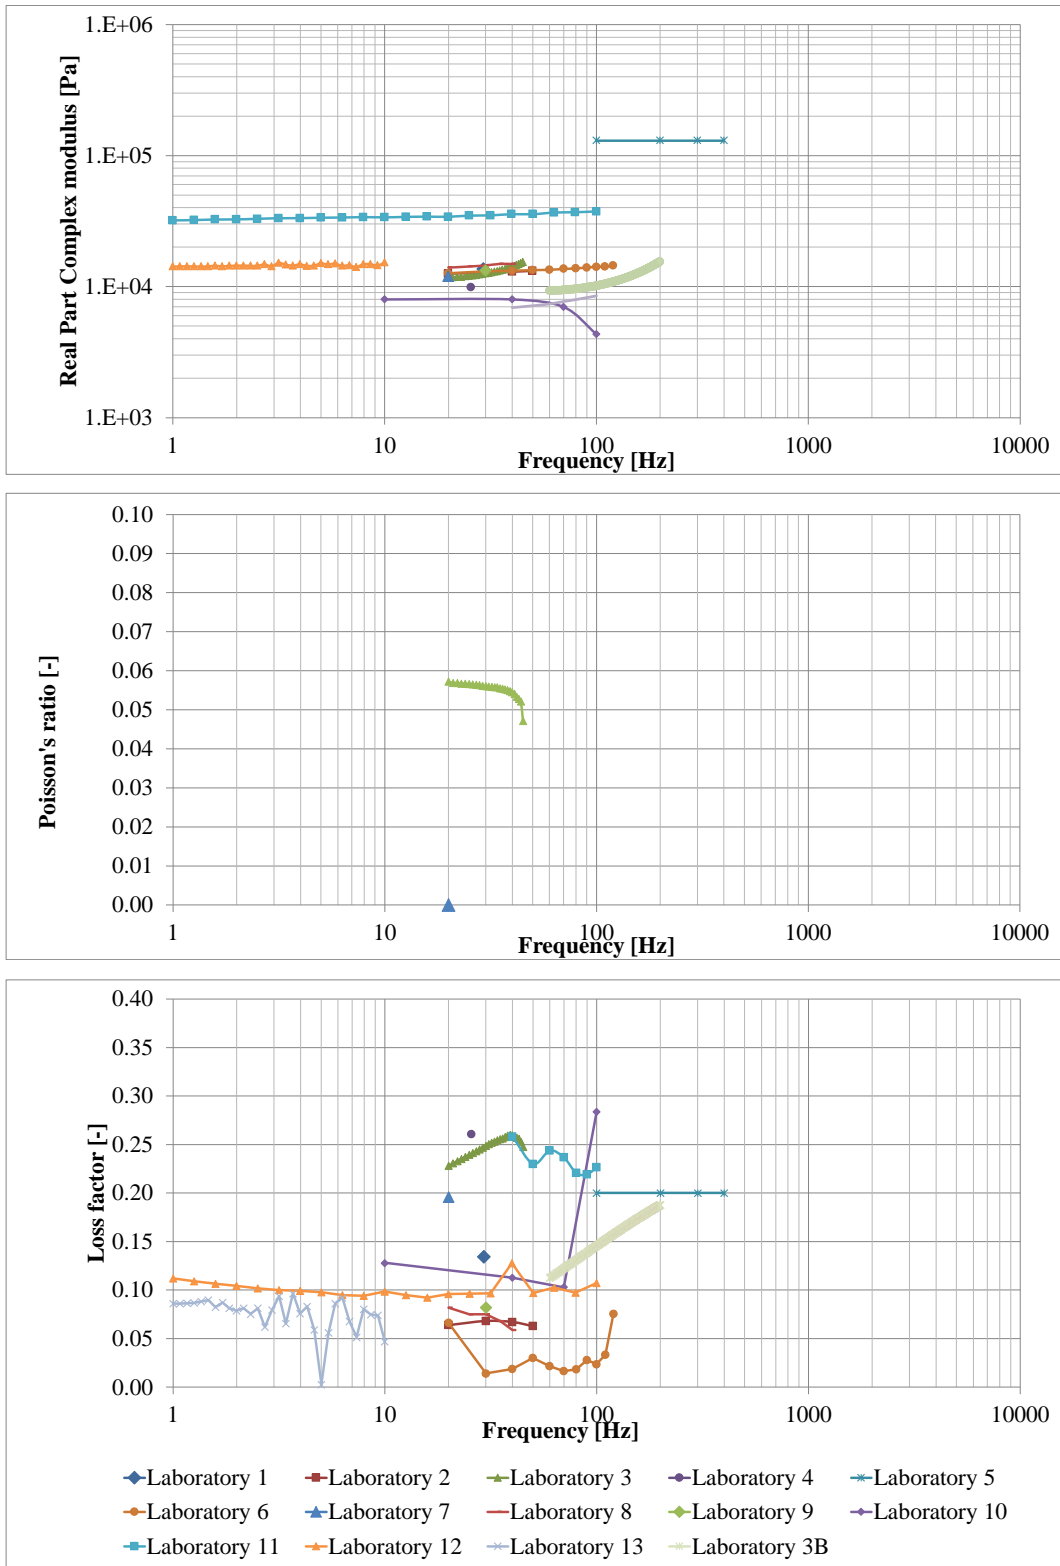 1.E+06
1.E+05
1.E+04
1.E+03
Real Part Complex modulus [Pa]
1 10 100 1000 10000
Frequency [Hz]
0.10
0.09
0.08
0.07
0.06
0.05
0.04
0.03
0.02
0.01
0.00
Poisson's ratio [-]
1 10 100 1000 10000
Frequency [Hz]
0.40
0.35
0.30
0.25
0.20
0.15
0.10
0.05
0.00
Loss factor [-]
1 10 100 1000 10000
Frequency [Hz]
Laboratory 1 Laboratory 2 Laboratory 3 Laboratory 4 Laboratory 5
Laboratory 6 Laboratory 7 Laboratory 8 Laboratory 9 Laboratory 10
Laboratory 11 Laboratory 12 Laboratory 13 Laboratory 3B